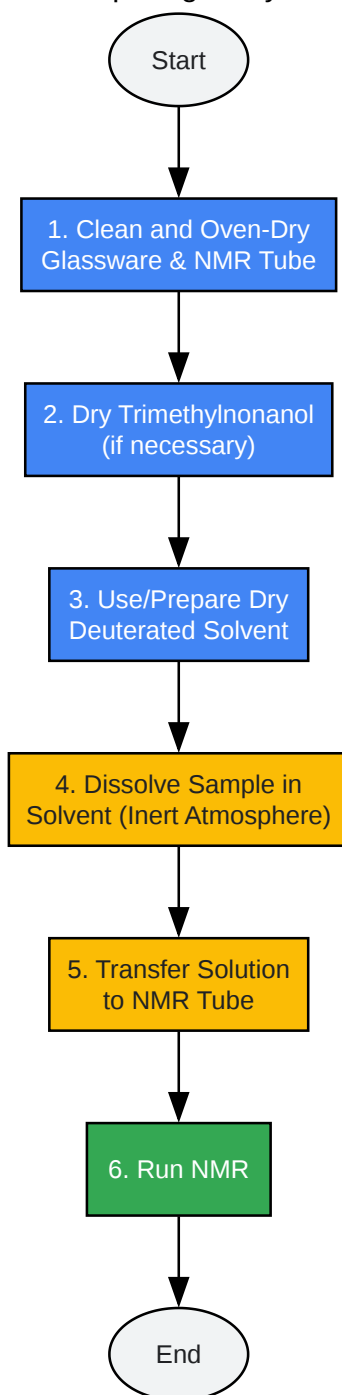 Start
1. Clean and Oven-Dry
Glassware & NMR Tube
2. Dry Trimethylnonanol
(if necessary)
3. Use/Prepare Dry
Deuterated Solvent
4. Dissolve Sample in
Solvent (Inert Atmosphere)
5. Transfer Solution
to NMR Tube
6. Run NMR
End